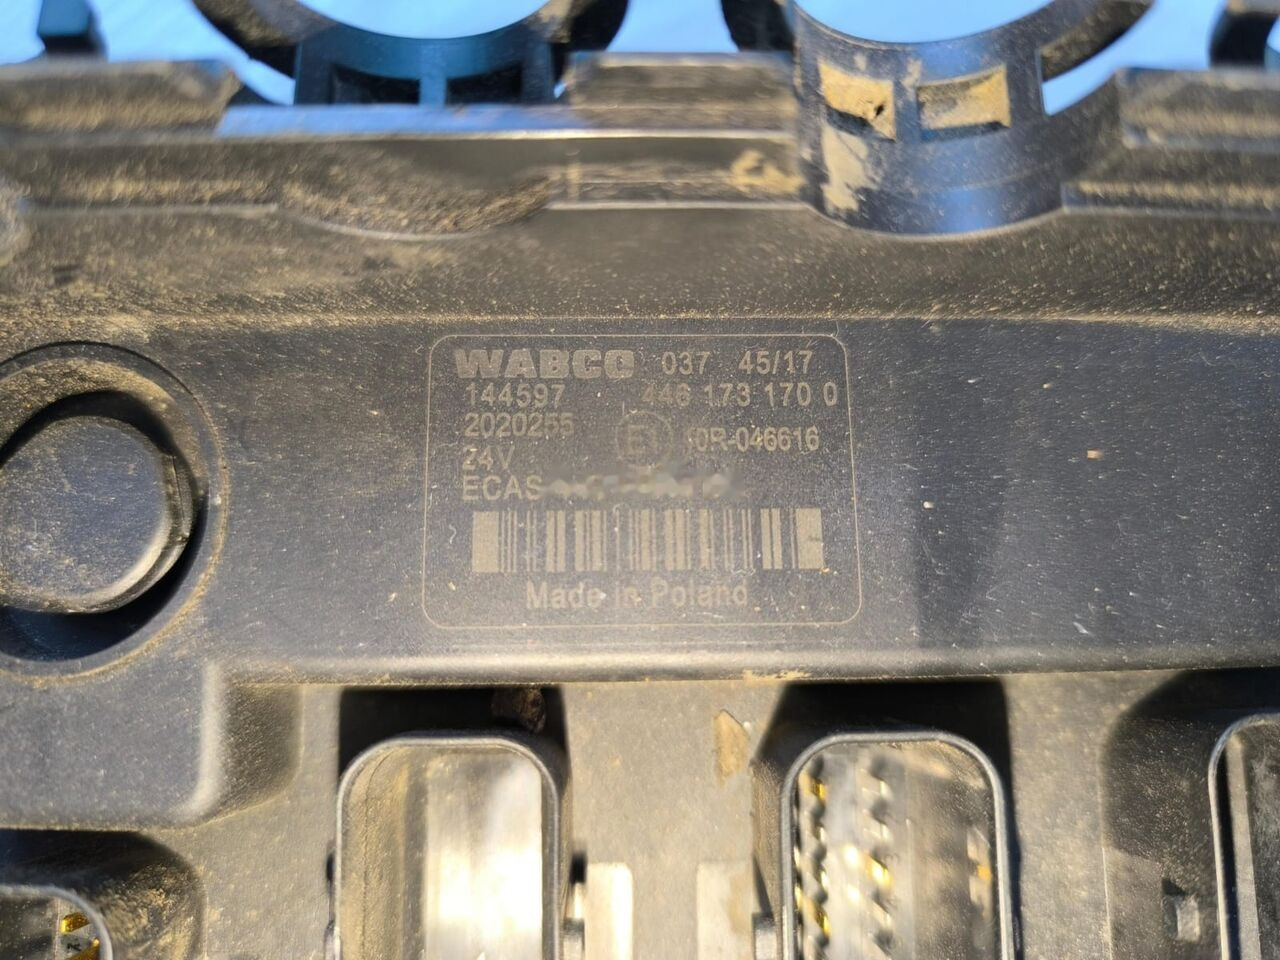 WABCO 037 45/17
144597 446 173 170 0
2020255 E1 10R-046616
24V
ECAS
Made in Poland